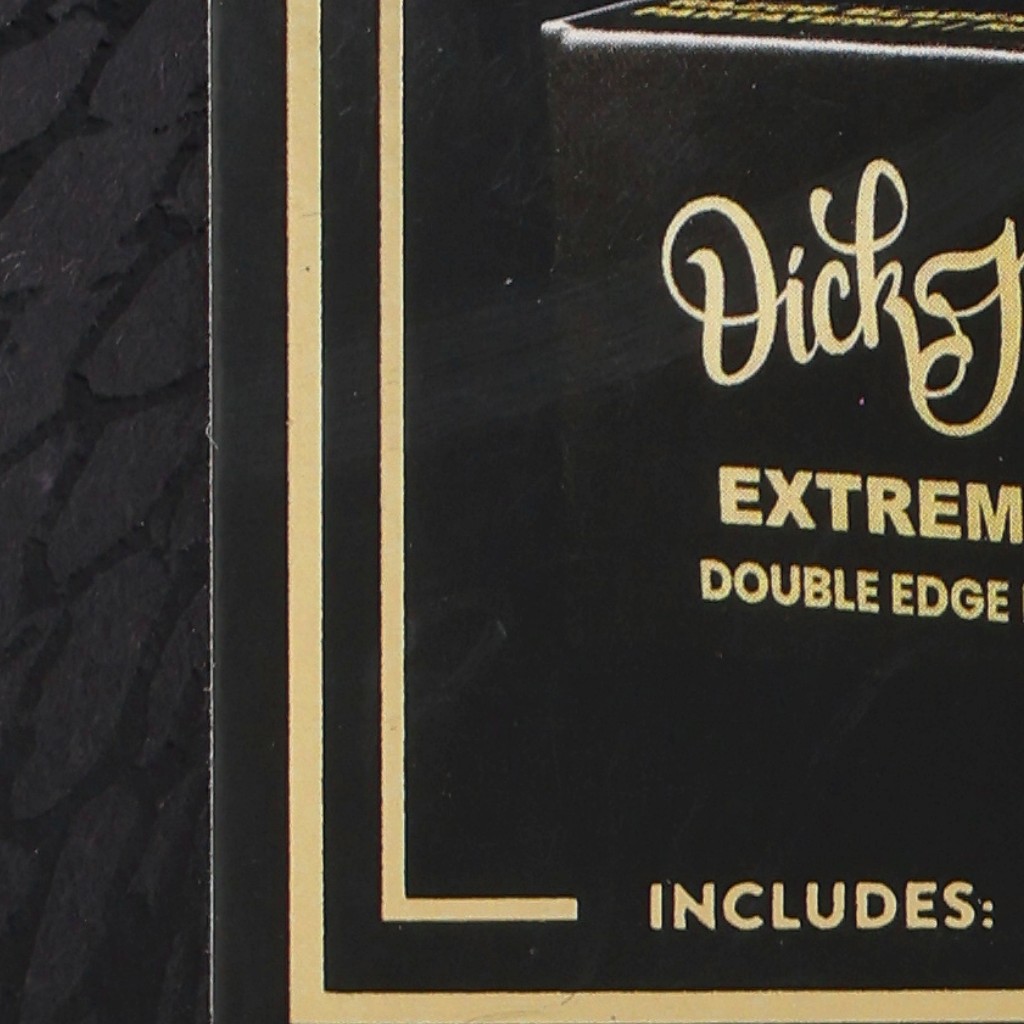 Dick
EXTREM
DOUBLE EDGE
INCLUDES: